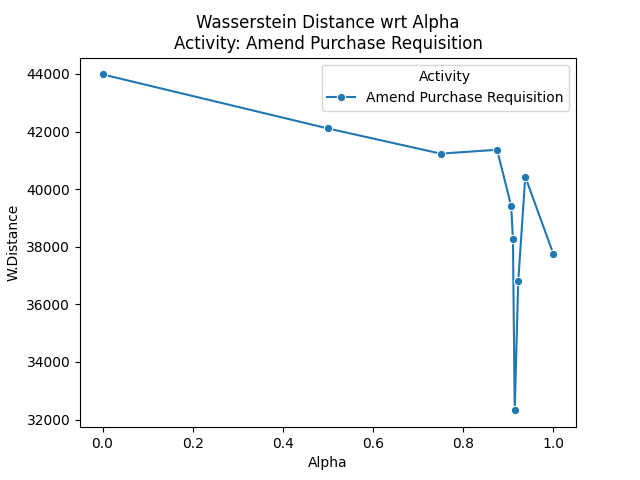 Wasserstein Distance wrt Alpha
Activity: Amend Purchase Requisition
Activity
Amend Purchase Requisition
44000
42000
40000
38000
36000
34000
32000
W.Distance
0.0
0.2
0.4
0.6
0.8
1.0
Alpha